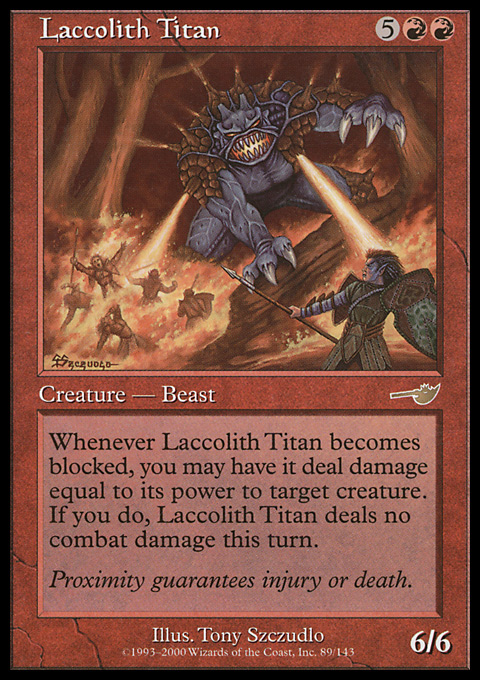 Laccolith Titan 5
Szczudlo
Creature — Beast
Whenever Laccolith Titan becomes
blocked, you may have it deal damage
equal to its power to target creature.
If you do, Laccolith Titan deals no
combat damage this turn.
Proximity guarantees injury or death.
Illus. Tony Szczudlo
©1993–2000 Wizards of the Coast, Inc. 89/143
6/6